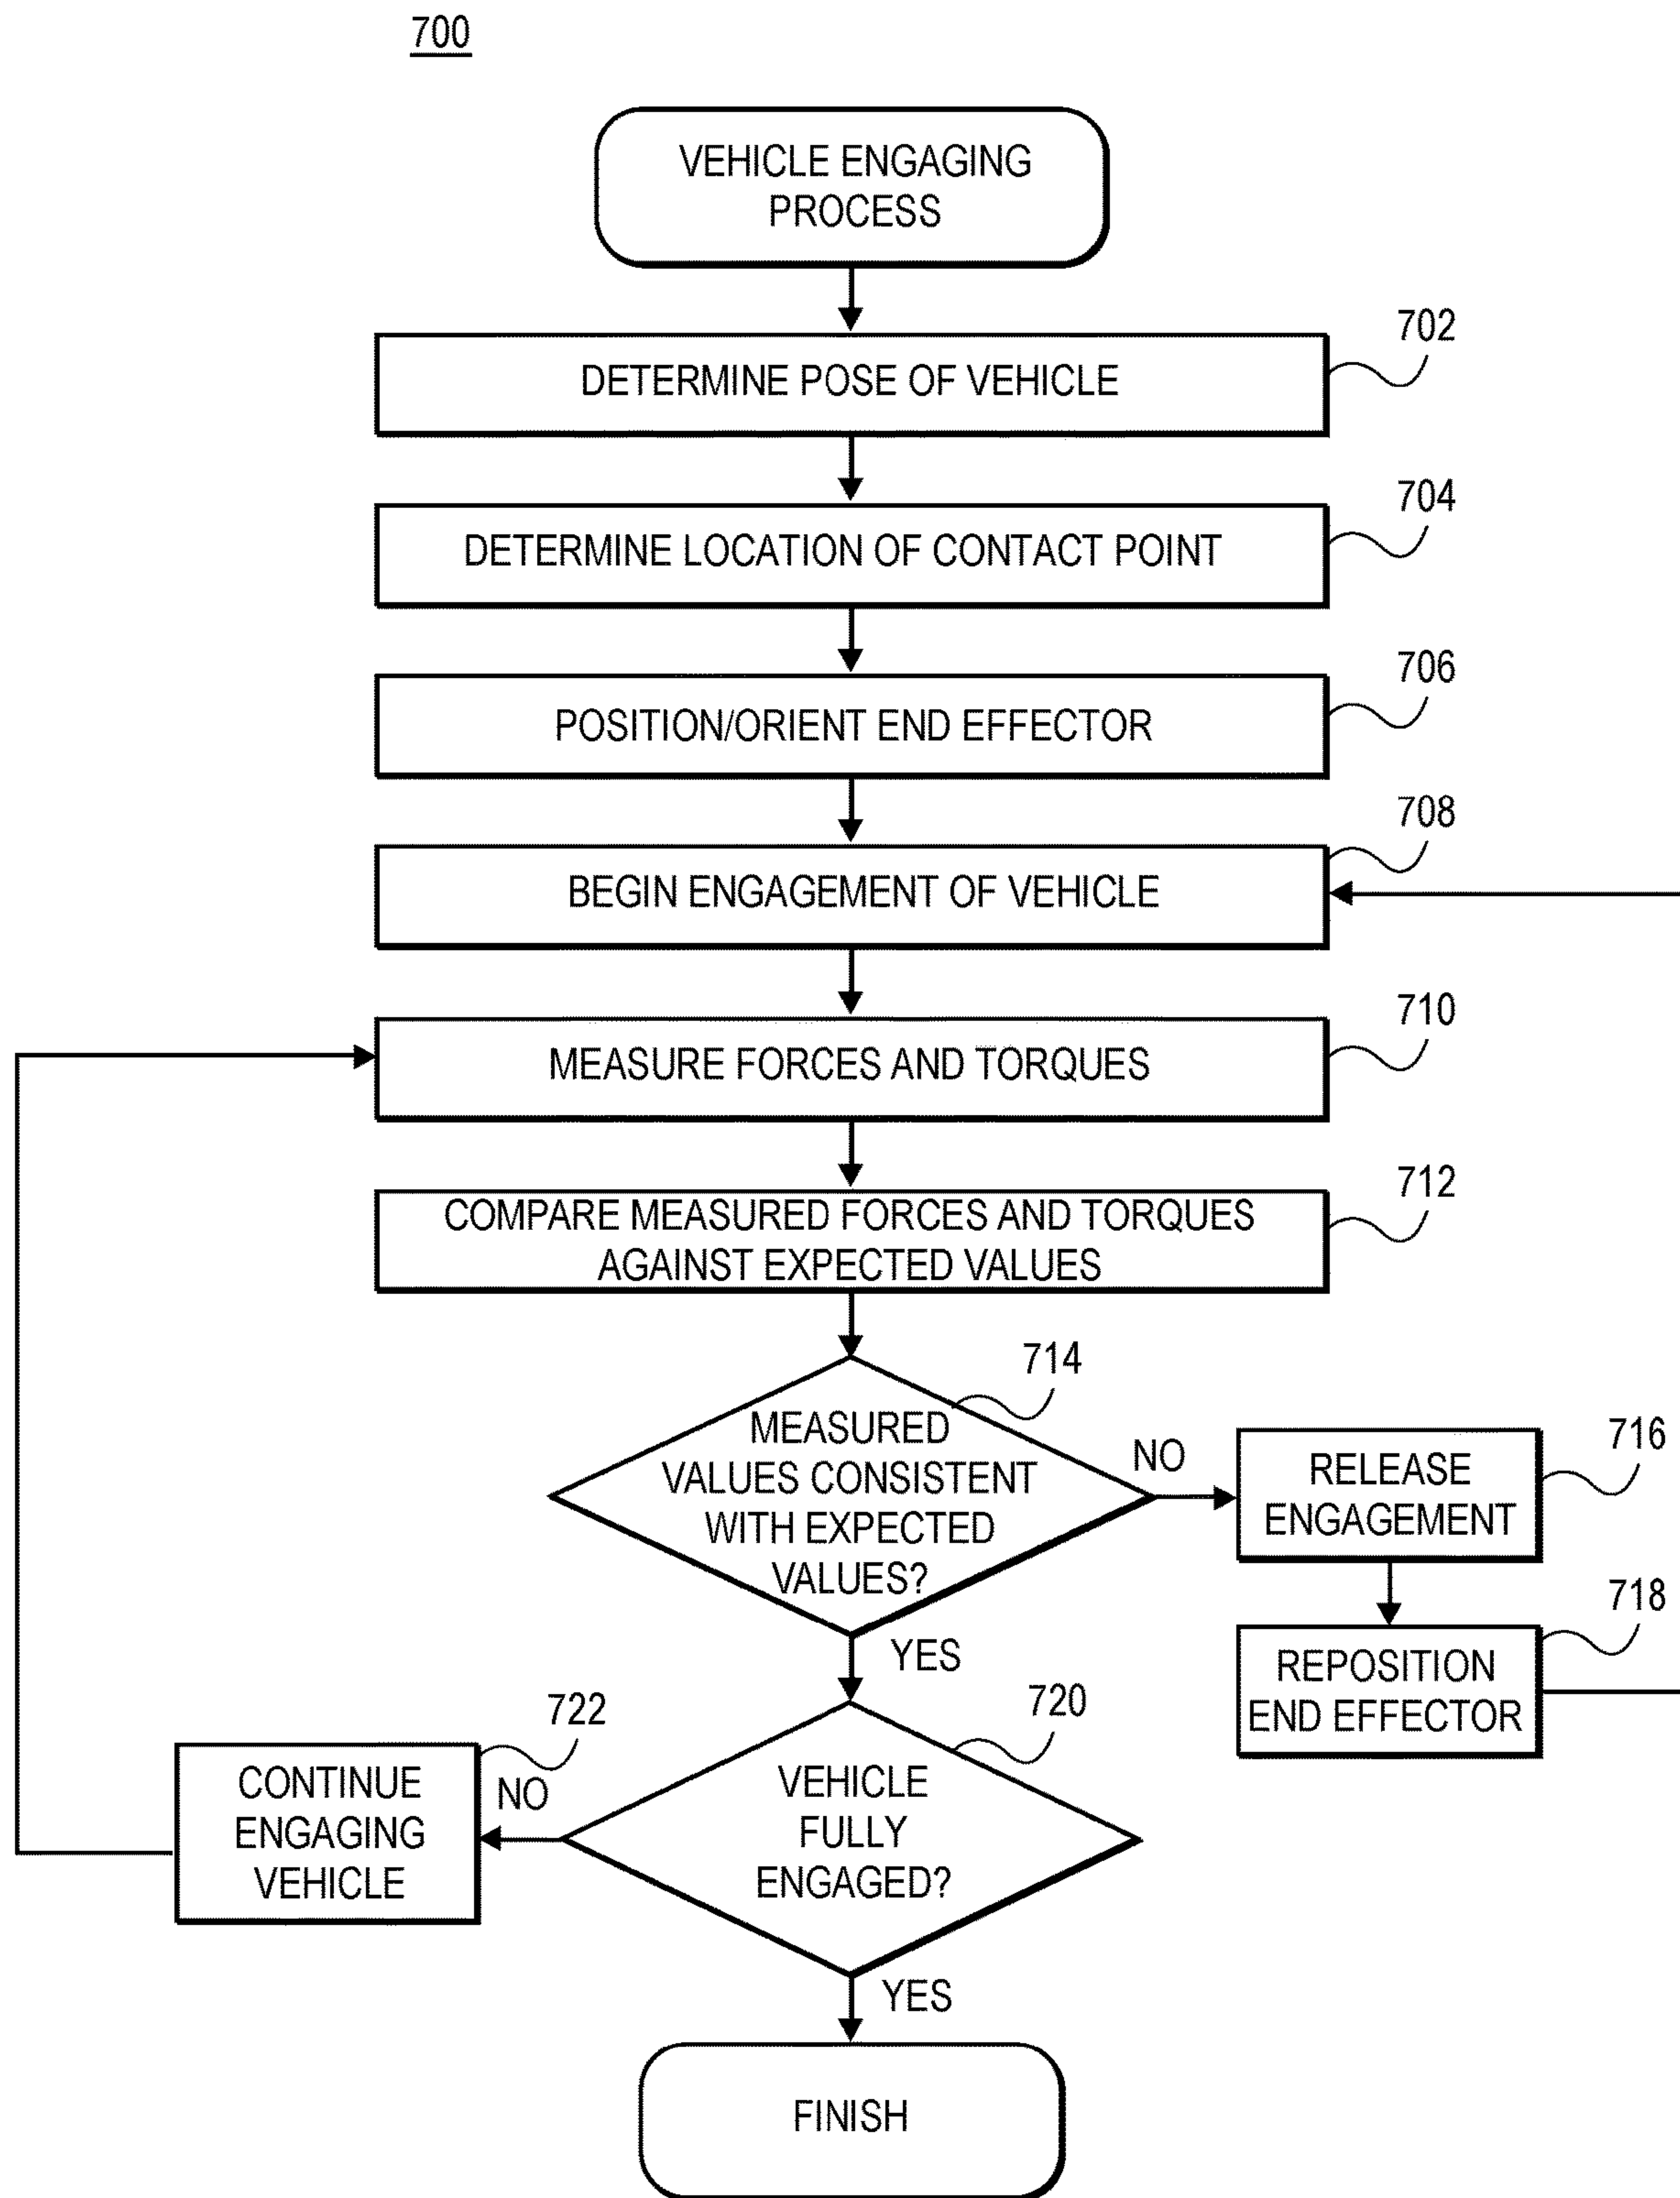 700
VEHICLE ENGAGING
PROCESS
702
DETERMINE POSE OF VEHICLE
704
DETERMINE LOCATION OF CONTACT POINT
706
POSITION/ORIENT END EFFECTOR
708
BEGIN ENGAGEMENT OF VEHICLE
710
MEASURE FORCES AND TORQUES
712
COMPARE MEASURED FORCES AND TORQUES
AGAINST EXPECTED VALUES
714
MEASURED
VALUES CONSISTENT
WITH EXPECTED
VALUES?
NO
716
RELEASE
ENGAGEMENT
718
REPOSITION
END EFFECTOR
YES
720
VEHICLE
FULLY
ENGAGED?
NO
722
CONTINUE
ENGAGING
VEHICLE
YES
FINISH